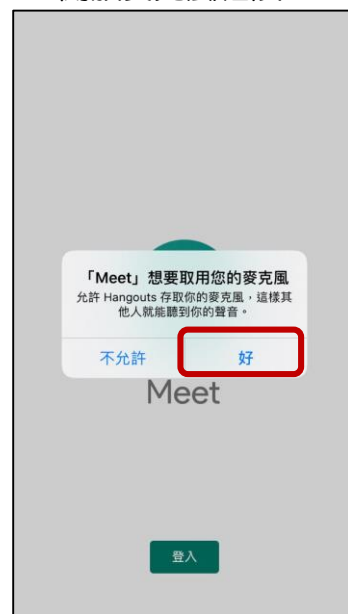 「Meet」想要取用您的麥克風
允許 Hangouts 存取你的麥克風，這樣其
他人就能聽到你的聲音。
不允許
好
Meet
登入